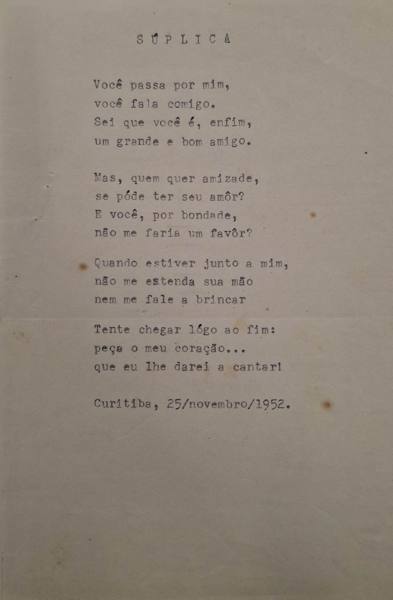 SÚPLICA
Você passa por mim,
você fala comigo.
Sei que você é, enfim,
um grande e bom amigo.
Mas, quem quer amizade,
se póde ter seu amôr?
E você, por bondade,
não me faria um favôr?
Quando estiver junto a mim,
não me estenda sua mão
nem me fale a brincar
Tente chegar lógo ao fim:
peça o meu coração...
que eu lhe darei a cantar!
Curitiba, 25/novembro/1952.